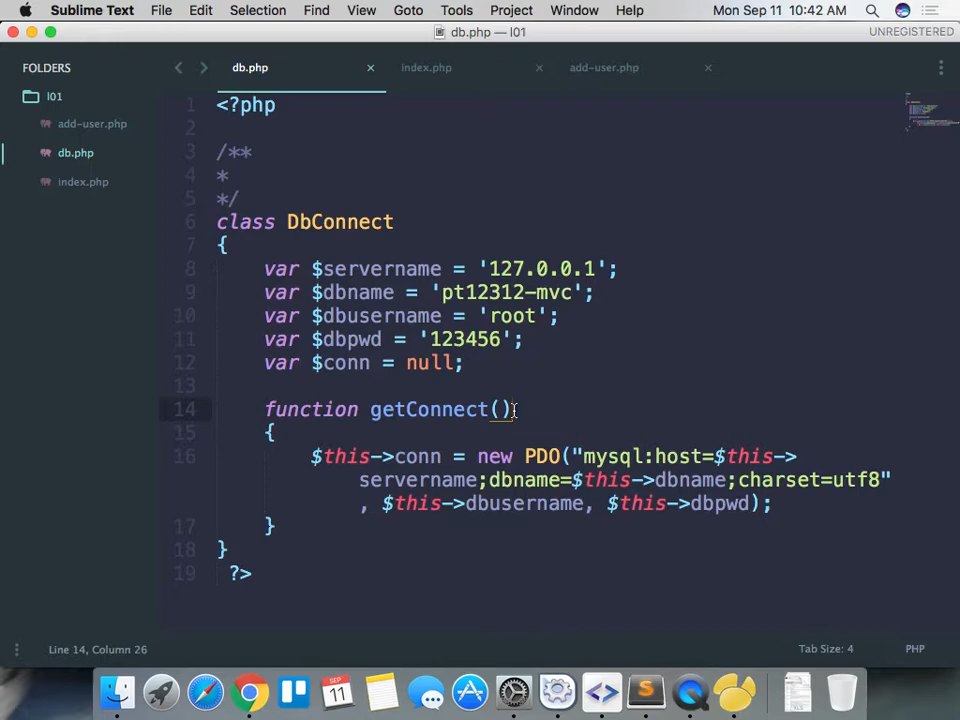 Sublime Text File Edit Selection Find View Goto Tools Project Window Help Mon Sep 11 10:42 AM
db.php — l01 UNREGISTERED
FOLDERS
l01
add-user.php
db.php
index.php
db.php × index.php × add-user.php ×
1 <?php
2
3 /**
4 *
5 */
6 class DbConnect
7 {
8 var $servername = '127.0.0.1';
9 var $dbname = 'pt12312-mvc';
10 var $dbusername = 'root';
11 var $dbpwd = '123456';
12 var $conn = null;
13
14 function getConnect()
15 {
16 $this->conn = new PDO("mysql:host=$this->
servername;dbname=$this->dbname;charset=utf8"
, $this->dbusername, $this->dbpwd);
17 }
18 }
19 ?>
Line 14, Column 26 Tab Size: 4 PHP
SEP
11